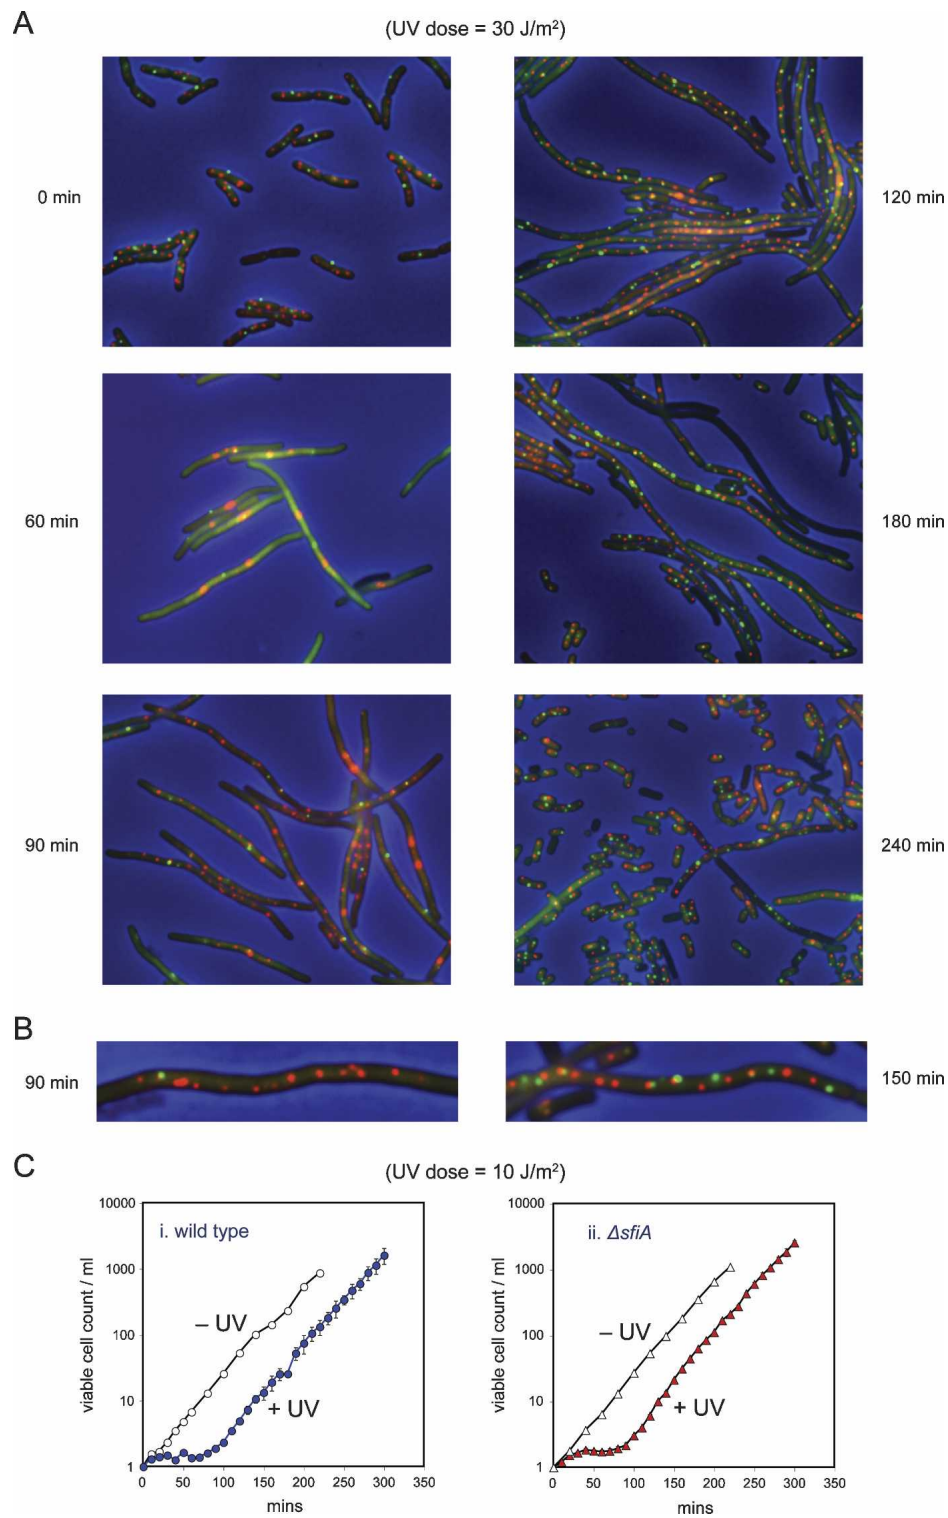 A
(UV dose = 30 J/m²)
0 min
120 min
60 min
180 min
90 min
240 min
B
90 min
150 min
C
(UV dose = 10 J/m²)
i. wild type
viable cell count / ml
10000
1000
100
10
1
– UV
+ UV
0 50 100 150 200 250 300 350
mins
ii. ΔsfiA
viable cell count / ml
10000
1000
100
10
1
– UV
+ UV
0 50 100 150 200 250 300 350
mins